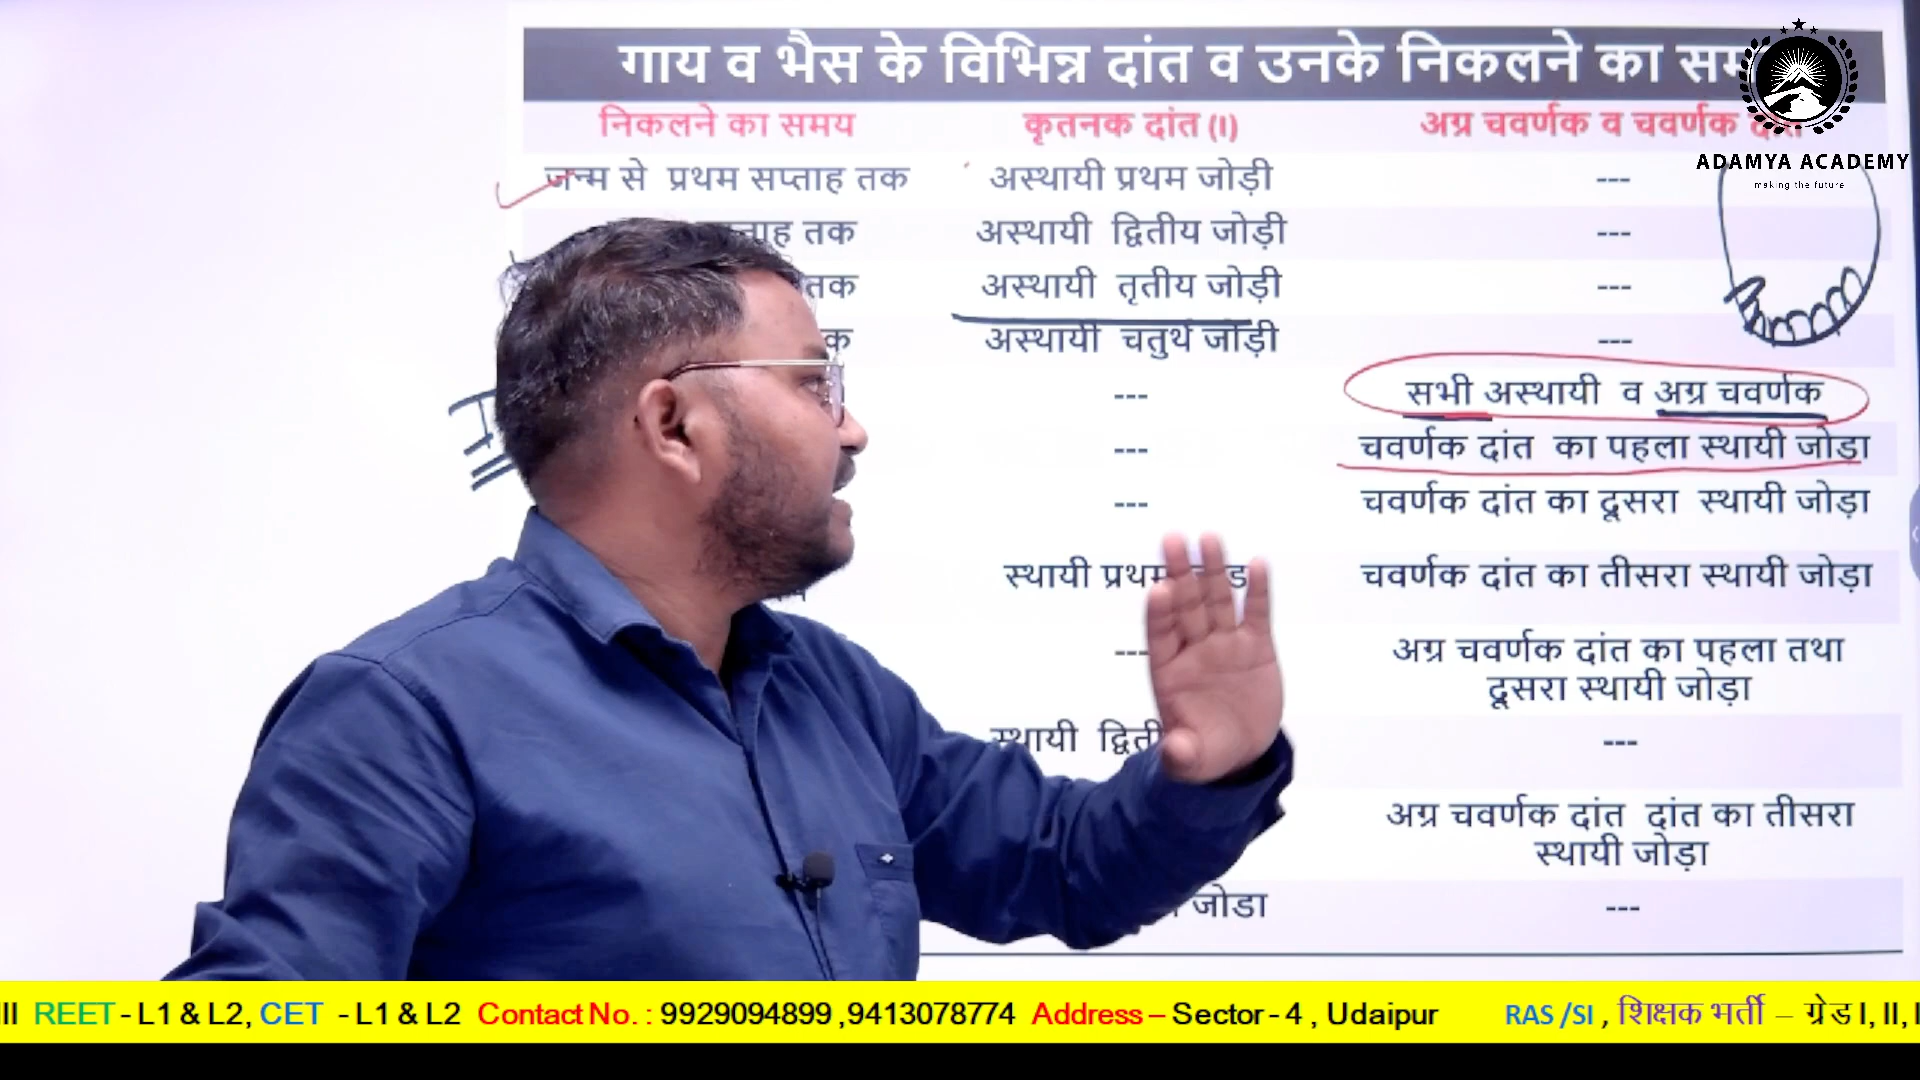 गाय व भैस के विभिन्न दांत व उनके निकलने का
ADAMYA ACADEMY
making the future
निकलने का समय कृतनक दांत (I) अग्र चवर्णक व चवर्णक
जन्म से प्रथम सप्ताह तक अस्थायी प्रथम जोड़ी ---
तक अस्थायी द्वितीय जोड़ी ---
तक अस्थायी तृतीय जोड़ी ---
अस्थायी चतुर्थ जोड़ी ---
--- सभी अस्थायी व अग्र चवर्णक
--- चवर्णक दांत का पहला स्थायी जोड़ा
--- चवर्णक दांत का दूसरा स्थायी जोड़ा
स्थायी चवर्णक दांत का तीसरा स्थायी जोड़ा
--- अग्र चवर्णक दांत का पहला तथा
दूसरा स्थायी जोड़ा
स्थायी ---
अग्र चवर्णक दांत दांत का तीसरा
स्थायी जोड़ा
जोडा ---
III REET - L1 & L2, CET - L1 & L2 Contact No. : 9929094899 ,9413078774 Address – Sector - 4 , Udaipur RAS /SI , शिक्षक भर्ती – ग्रेड I, II,